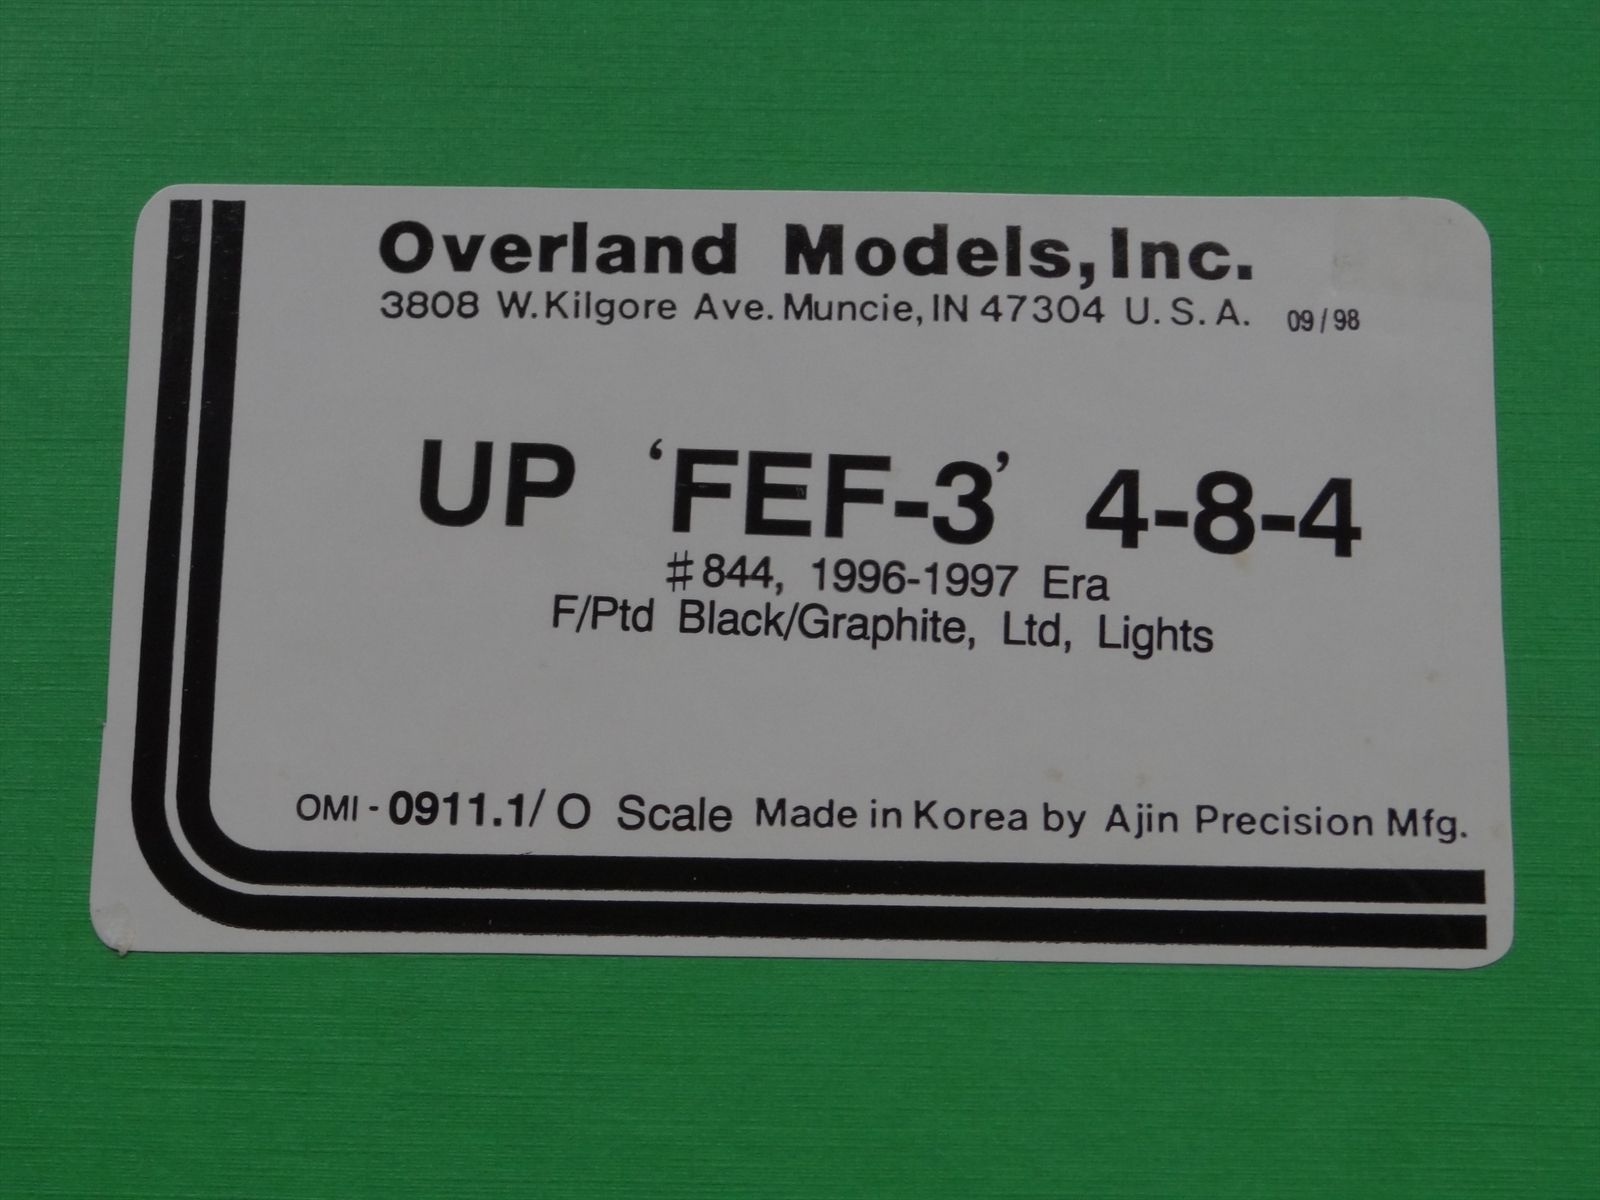 Overland Models, Inc.
3808 W. Kilgore Ave. Muncie, IN 47304 U. S. A. 09/98
UP ‘FEF-3’ 4-8-4
#844, 1996-1997 Era
F/Ptd Black/Graphite, Ltd, Lights
OMI - 0911.1/ O Scale Made in Korea by Ajin Precision Mfg.